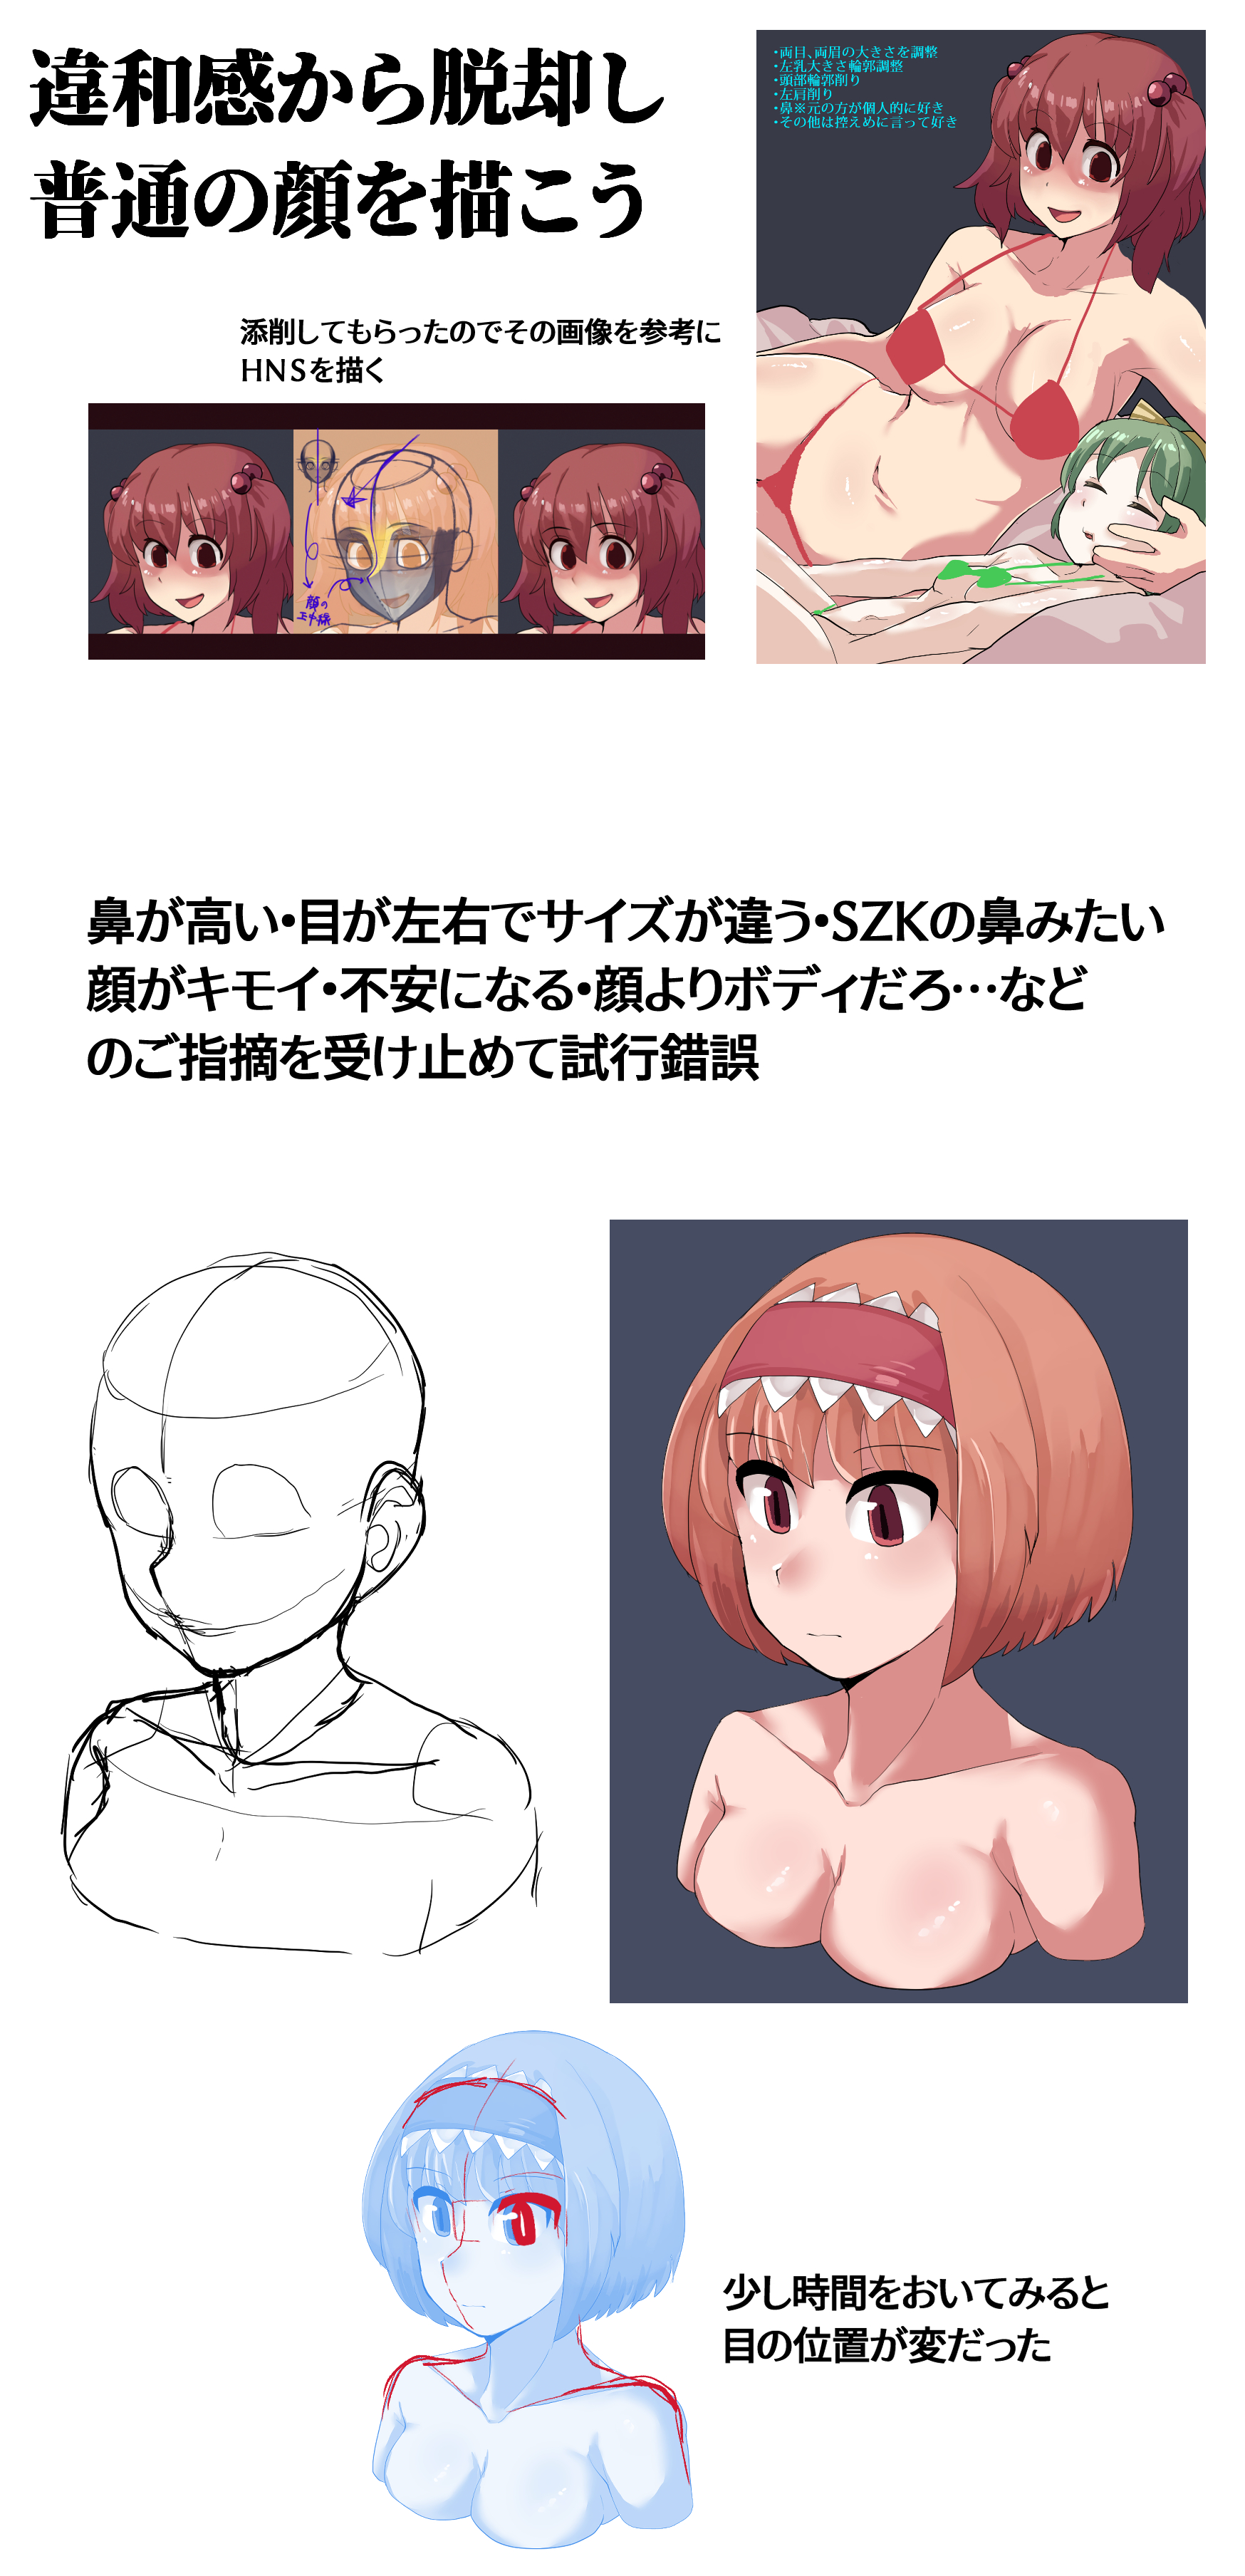 違和感から脱却し
普通の顔を描こう
・両目、両眉の大きさを調整
・左乳大きさ輪郭調整
・頭部輪郭削り
・左肩削り
・鼻※元の方が個人的に好き
・その他は控えめに言って好き
添削してもらったのでその画像を参考に
HNSを描く
顔の
正中線
鼻が高い・目が左右でサイズが違う・SZKの鼻みたい
顔がキモイ・不安になる・顔よりボディだろ…など
のご指摘を受け止めて試行錯誤
少し時間をおいてみると
目の位置が変だった